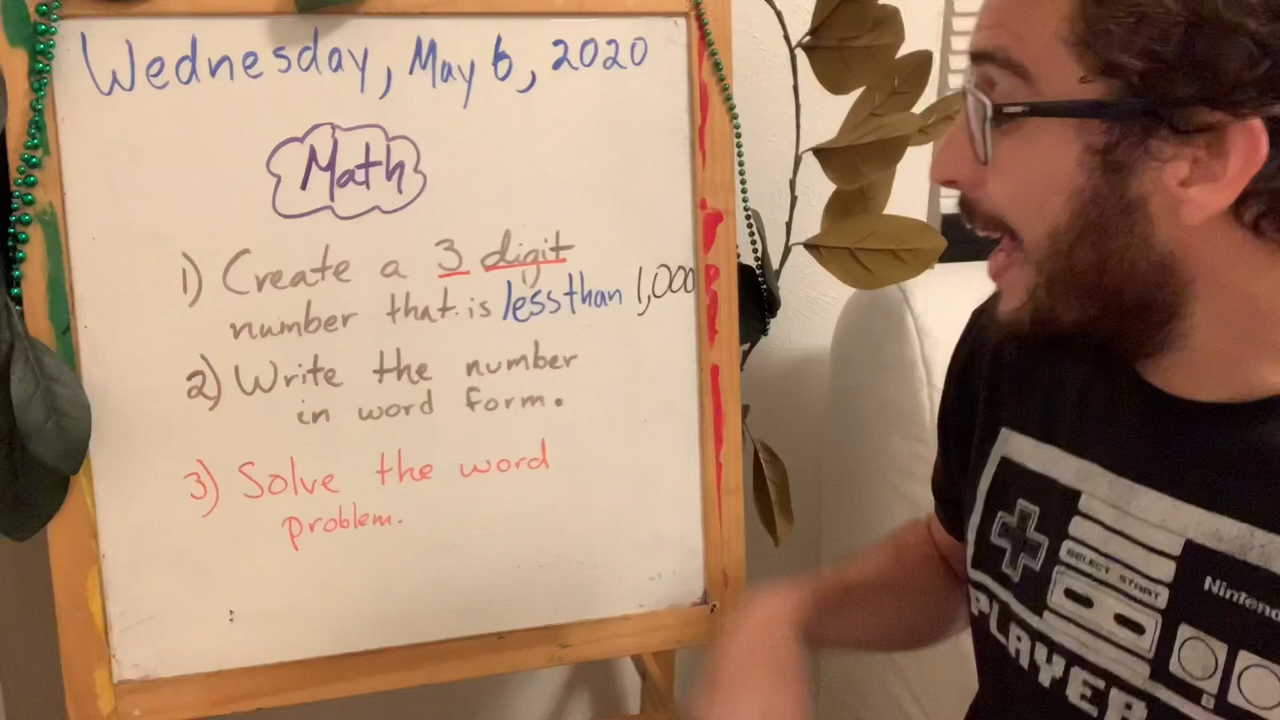 Wednesday, May 6, 2020
Math
1) Create a 3 digit
number that is less than 1,000
2) Write the number
in word form.
3) Solve the word
problem.
SELECT START
Nintendo
B
PLAYER